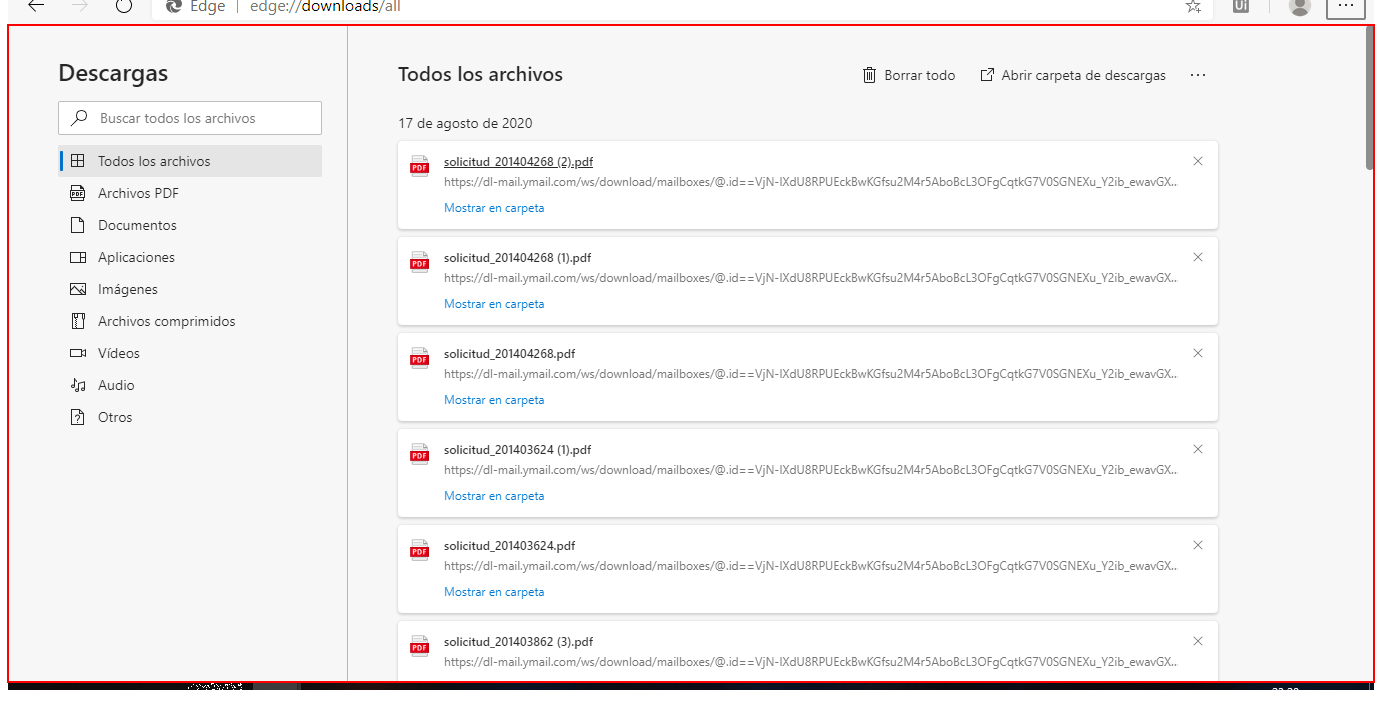 Edge | edge://downloads/all
Ui
Descargas
Buscar todos los archivos
Todos los archivos
Archivos PDF
Documentos
Aplicaciones
Imágenes
Archivos comprimidos
Vídeos
Audio
Otros
Todos los archivos
Borrar todo
Abrir carpeta de descargas
17 de agosto de 2020
PDF
solicitud_201404268 (2).pdf
https://dl-mail.ymail.com/ws/download/mailboxes/@.id==VjN-IXdU8RPUEckBwKGfsu2M4r5AboBcL3OFgCqtkG7V0SGNEXu_Y2ib_ewavGX...
Mostrar en carpeta
PDF
solicitud_201404268 (1).pdf
https://dl-mail.ymail.com/ws/download/mailboxes/@.id==VjN-IXdU8RPUEckBwKGfsu2M4r5AboBcL3OFgCqtkG7V0SGNEXu_Y2ib_ewavGX...
Mostrar en carpeta
PDF
solicitud_201404268.pdf
https://dl-mail.ymail.com/ws/download/mailboxes/@.id==VjN-IXdU8RPUEckBwKGfsu2M4r5AboBcL3OFgCqtkG7V0SGNEXu_Y2ib_ewavGX...
Mostrar en carpeta
PDF
solicitud_201403624 (1).pdf
https://dl-mail.ymail.com/ws/download/mailboxes/@.id==VjN-IXdU8RPUEckBwKGfsu2M4r5AboBcL3OFgCqtkG7V0SGNEXu_Y2ib_ewavGX...
Mostrar en carpeta
PDF
solicitud_201403624.pdf
https://dl-mail.ymail.com/ws/download/mailboxes/@.id==VjN-IXdU8RPUEckBwKGfsu2M4r5AboBcL3OFgCqtkG7V0SGNEXu_Y2ib_ewavGX...
Mostrar en carpeta
PDF
solicitud_201403862 (3).pdf
https://dl-mail.ymail.com/ws/download/mailboxes/@.id==VjN-IXdU8RPUEckBwKGfsu2M4r5AboBcL3OFgCqtkG7V0SGNEXu_Y2ib_ewavGX...